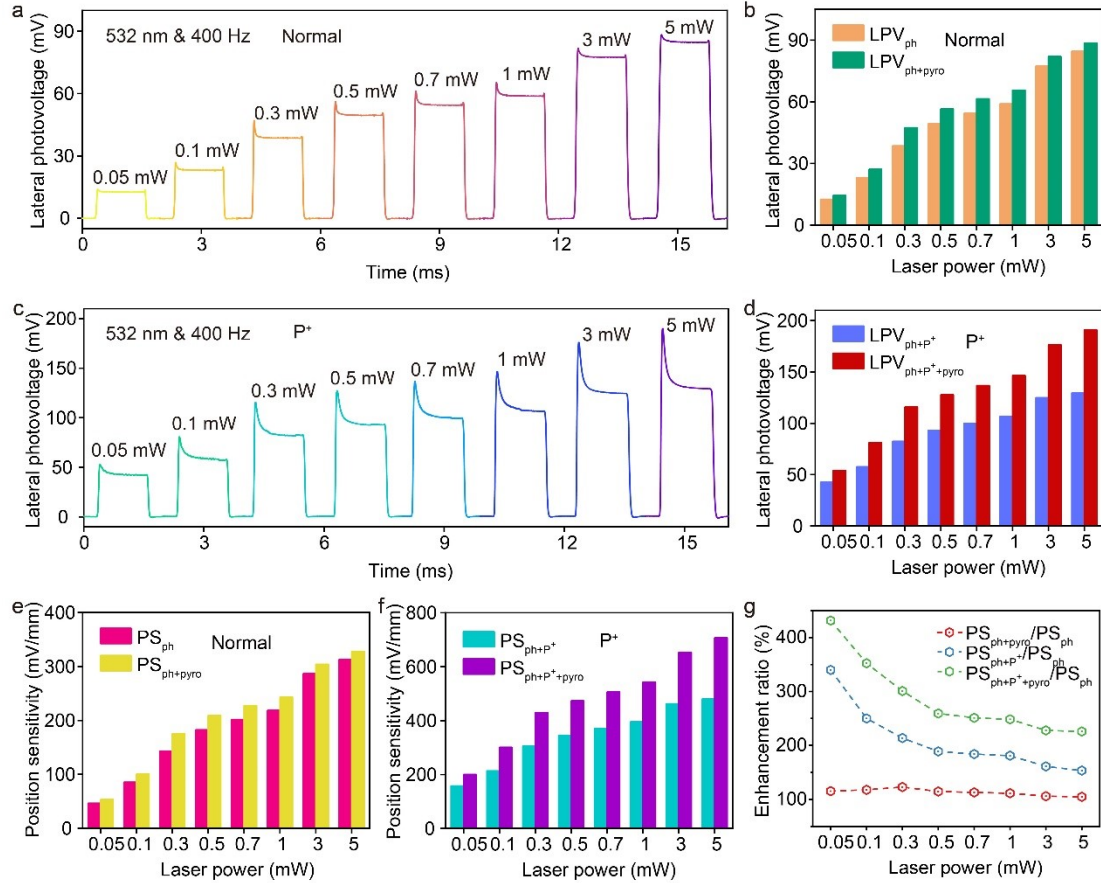 a
532 nm & 400 Hz Normal
0.05 mW
0.1 mW
0.3 mW
0.5 mW
0.7 mW
1 mW
3 mW
5 mW
Lateral photovoltage (mV)
90
60
30
0
0 3 6 9 12 15
Time (ms)
b
LPVph
LPVph+pyro
Normal
Lateral photovoltage (mV)
90
60
30
0
0.05 0.1 0.3 0.5 0.7 1 3 5
Laser power (mW)
c
532 nm & 400 Hz P⁺
0.05 mW
0.1 mW
0.3 mW
0.5 mW
0.7 mW
1 mW
3 mW
5 mW
Lateral photovoltage (mV)
200
150
100
50
0
0 3 6 9 12 15
Time (ms)
d
LPVph+P⁺
LPVph+P⁺+pyro
P⁺
Lateral photovoltage (mV)
200
150
100
50
0
0.05 0.1 0.3 0.5 0.7 1 3 5
Laser power (mW)
e
PSph
PSph+pyro
Normal
Position sensitivity (mV/mm)
400
300
200
100
0
0.05 0.1 0.3 0.5 0.7 1 3 5
Laser power (mW)
f
PSph+P⁺
PSph+P⁺+pyro
P⁺
Position sensitivity (mV/mm)
800
600
400
200
0
0.05 0.1 0.3 0.5 0.7 1 3 5
Laser power (mW)
g
PSph+pyro/PSph
PSph+P⁺/PSph
PSph+P⁺+pyro/PSph
Enhancement ratio (%)
400
300
200
100
0.05 0.1 0.3 0.5 0.7 1 3 5
Laser power (mW)